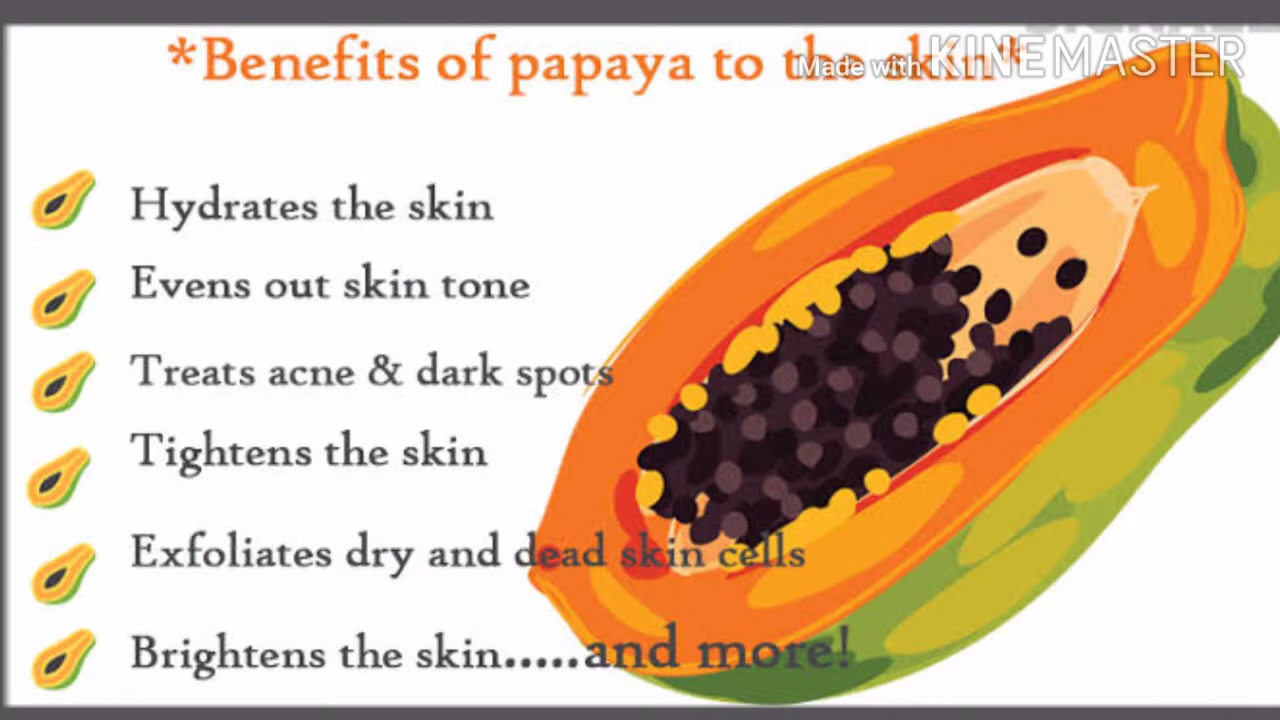 *Benefits of papaya to the skin*
Made with KINEMASTER
Hydrates the skin
Evens out skin tone
Treats acne & dark spots
Tightens the skin
Exfoliates dry and dead skin cells
Brightens the skin.....and more!